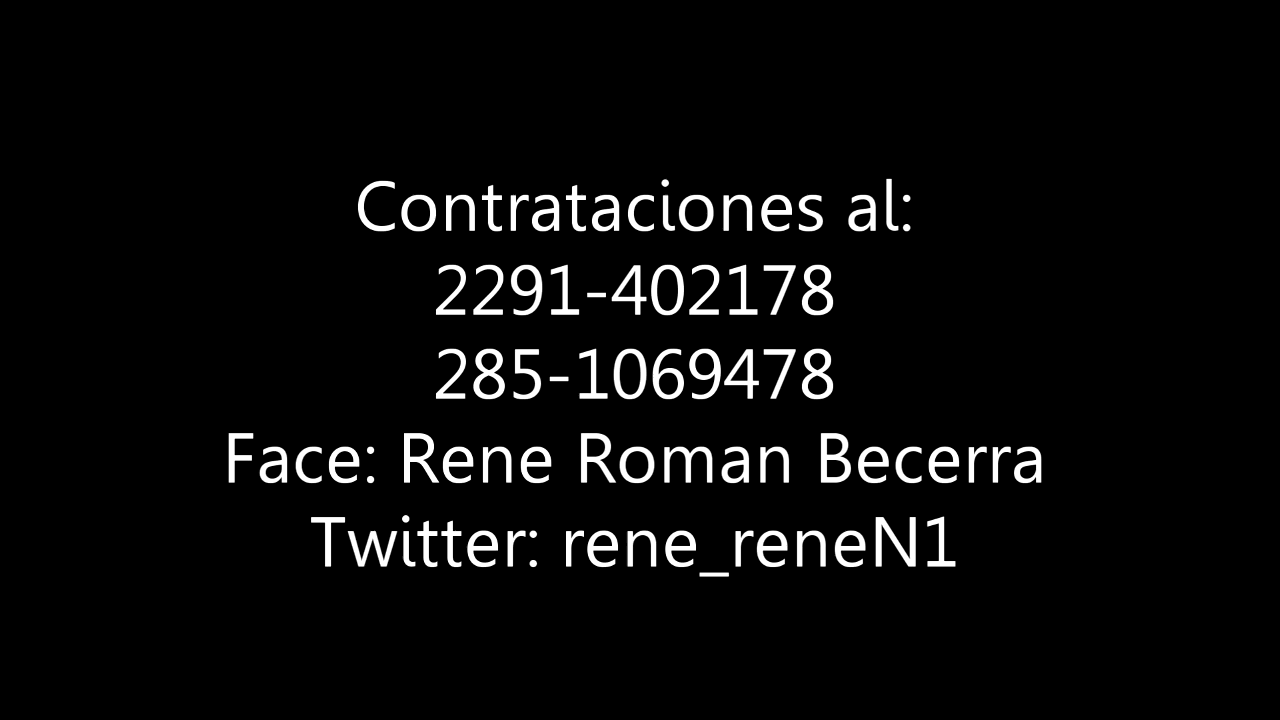 Contrataciones al:
2291-402178
285-1069478
Face: Rene Roman Becerra
Twitter: rene_reneN1